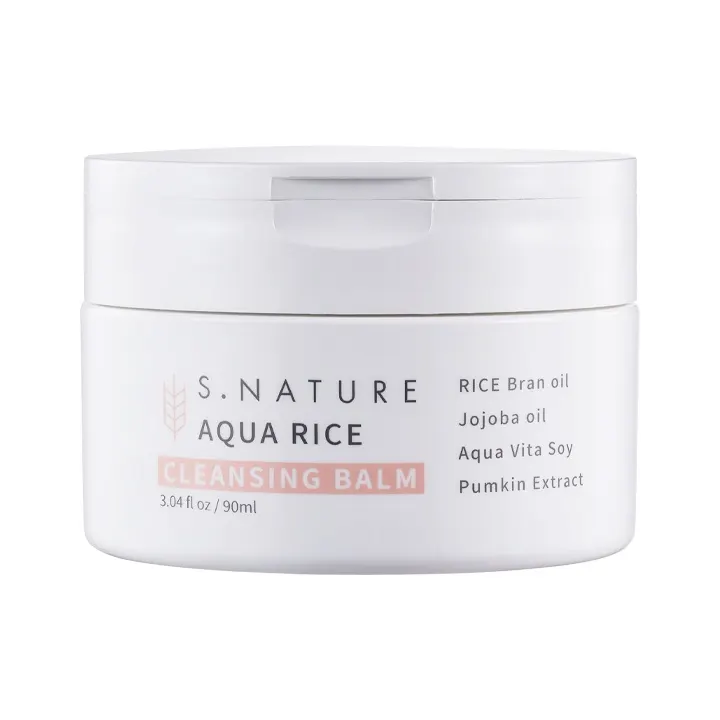 S.NATURE
AQUA RICE
CLEANSING BALM
3.04 fl oz / 90ml
RICE Bran oil
Jojoba oil
Aqua Vita Soy
Pumkin Extract